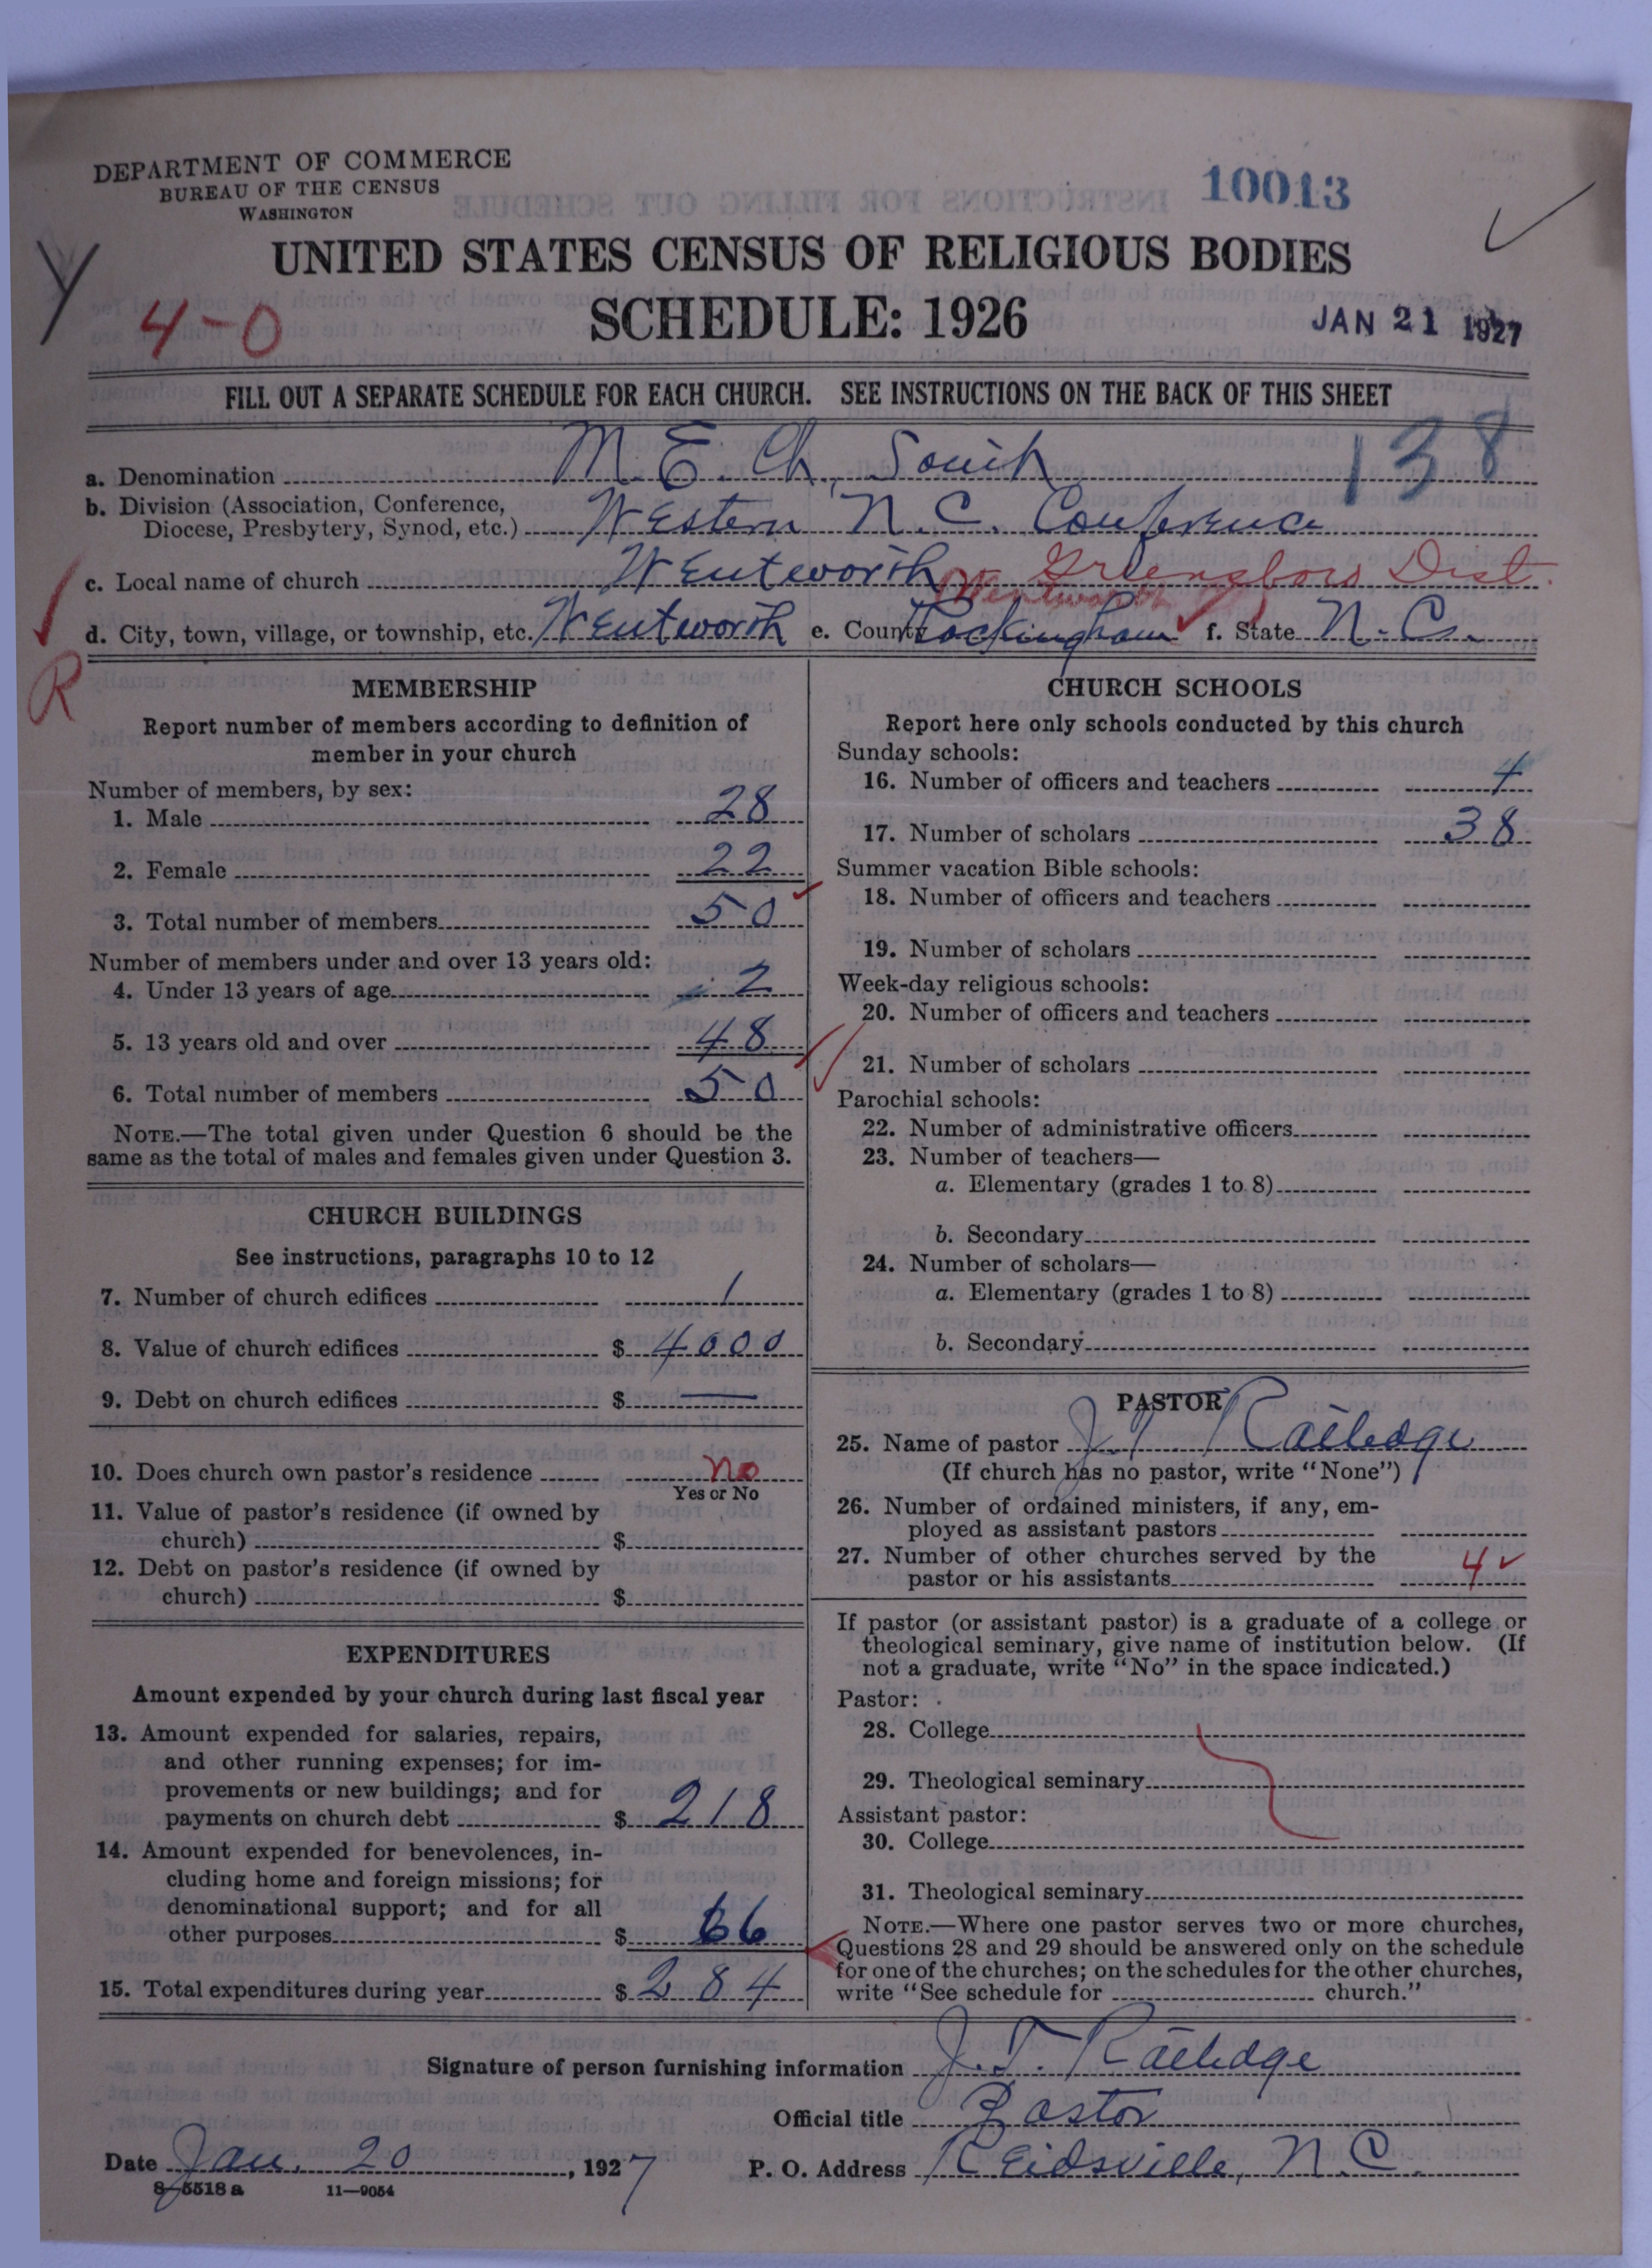 DEPARTMENT OF COMMERCE
BUREAU OF THE CENSUS
WASHINGTON
10013
UNITED STATES CENSUS OF RELIGIOUS BODIES
Y
4-0
SCHEDULE: 1926
JAN 21 1927
FILL OUT A SEPARATE SCHEDULE FOR EACH CHURCH. SEE INSTRUCTIONS ON THE BACK OF THIS SHEET
138
a. Denomination M. E. Ch, South
b. Division (Association, Conference,
Diocese, Presbytery, Synod, etc.) Western N. C. Conference
c. Local name of church Wentworth Greensboro Dist.
Wentworth
d. City, town, village, or township, etc. Wentworth e. County Rockingham f. State N. C.
R
MEMBERSHIP
Report number of members according to definition of
member in your church
Number of members, by sex:
1. Male 28
2. Female 22
3. Total number of members 50
Number of members under and over 13 years old:
4. Under 13 years of age 2
5. 13 years old and over 48
6. Total number of members 50
NOTE.—The total given under Question 6 should be the
same as the total of males and females given under Question 3.
CHURCH BUILDINGS
See instructions, paragraphs 10 to 12
7. Number of church edifices 1
8. Value of church edifices $ 4000
9. Debt on church edifices $ —
10. Does church own pastor's residence no
Yes or No
11. Value of pastor's residence (if owned by
church) $
12. Debt on pastor's residence (if owned by
church) $
EXPENDITURES
Amount expended by your church during last fiscal year
13. Amount expended for salaries, repairs,
and other running expenses; for im-
provements or new buildings; and for
payments on church debt $ 218
14. Amount expended for benevolences, in-
cluding home and foreign missions; for
denominational support; and for all
other purposes $ 66
15. Total expenditures during year $ 284
CHURCH SCHOOLS
Report here only schools conducted by this church
Sunday schools:
16. Number of officers and teachers 4
17. Number of scholars 38
Summer vacation Bible schools:
18. Number of officers and teachers
19. Number of scholars
Week-day religious schools:
20. Number of officers and teachers
21. Number of scholars
Parochial schools:
22. Number of administrative officers
23. Number of teachers—
a. Elementary (grades 1 to 8)
b. Secondary
24. Number of scholars—
a. Elementary (grades 1 to 8)
b. Secondary
PASTOR
25. Name of pastor J. T. Ratledge
(If church has no pastor, write "None")
26. Number of ordained ministers, if any, em-
ployed as assistant pastors
27. Number of other churches served by the
pastor or his assistants 4
If pastor (or assistant pastor) is a graduate of a college or
theological seminary, give name of institution below. (If
not a graduate, write "No" in the space indicated.)
Pastor:
28. College
29. Theological seminary
Assistant pastor:
30. College
31. Theological seminary
NOTE.—Where one pastor serves two or more churches,
Questions 28 and 29 should be answered only on the schedule
for one of the churches; on the schedules for the other churches,
write "See schedule for church."
Signature of person furnishing information J. T. Ratledge
Official title Pastor
Date Jan. 20, 1927 P. O. Address Reidsville, N. C.
8—5518 a 11—9054